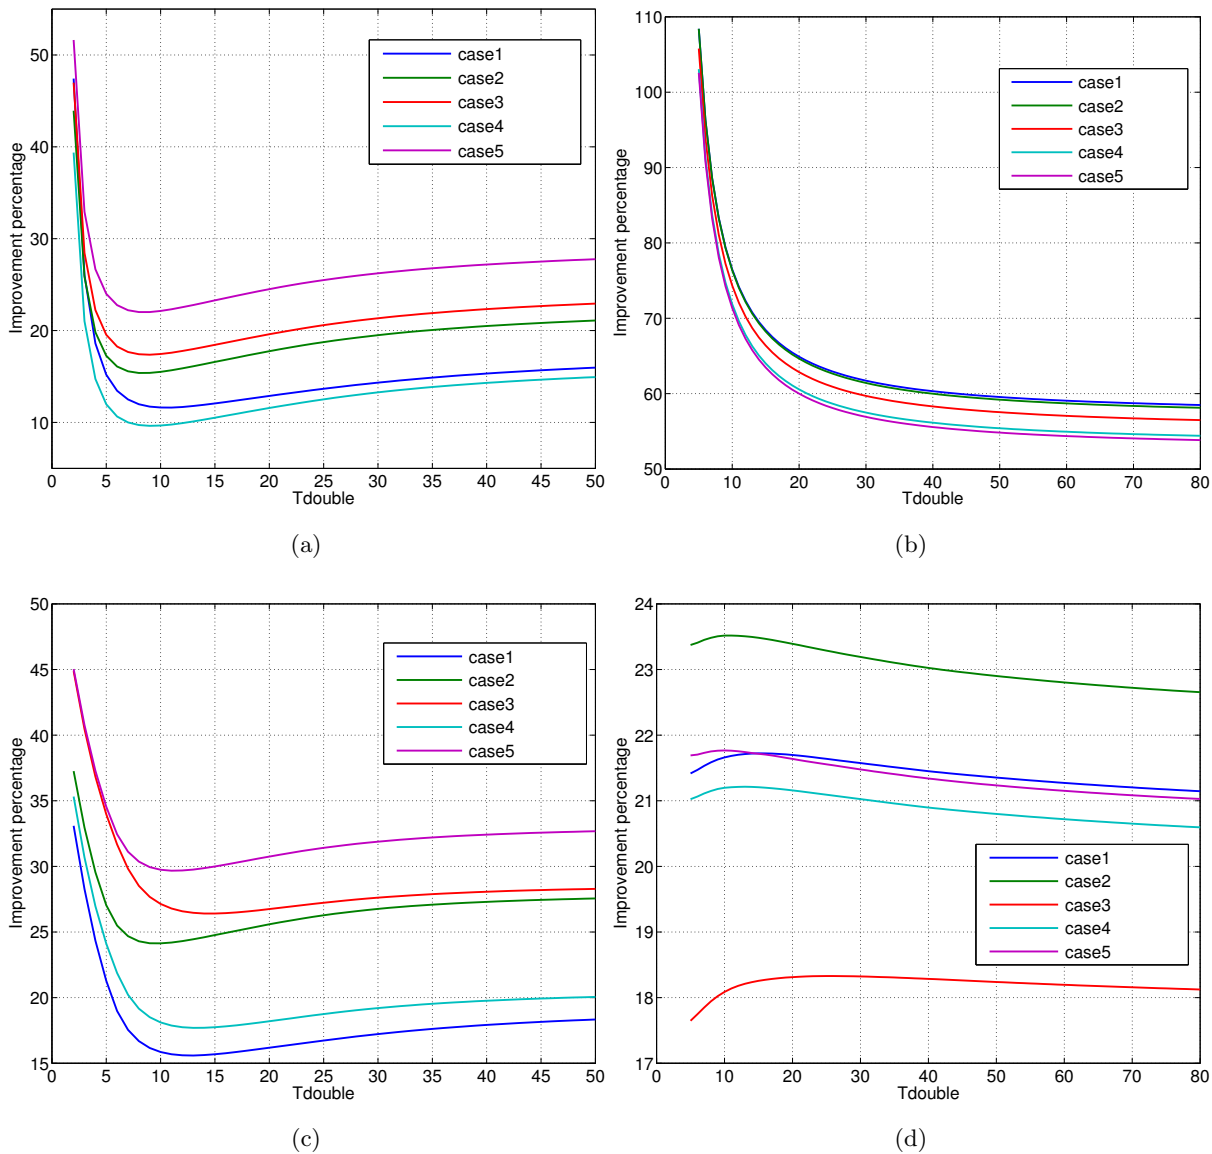 50
40
30
20
10
0 5 10 15 20 25 30 35 40 45 50
Improvement percentage
Tdouble
case1
case2
case3
case4
case5
(a)
110
100
90
80
70
60
50
0 10 20 30 40 50 60 70 80
Improvement percentage
Tdouble
case1
case2
case3
case4
case5
(b)
50
45
40
35
30
25
20
15
0 5 10 15 20 25 30 35 40 45 50
Improvement percentage
Tdouble
case1
case2
case3
case4
case5
(c)
24
23
22
21
20
19
18
17
0 10 20 30 40 50 60 70 80
Improvement percentage
Tdouble
case1
case2
case3
case4
case5
(d)